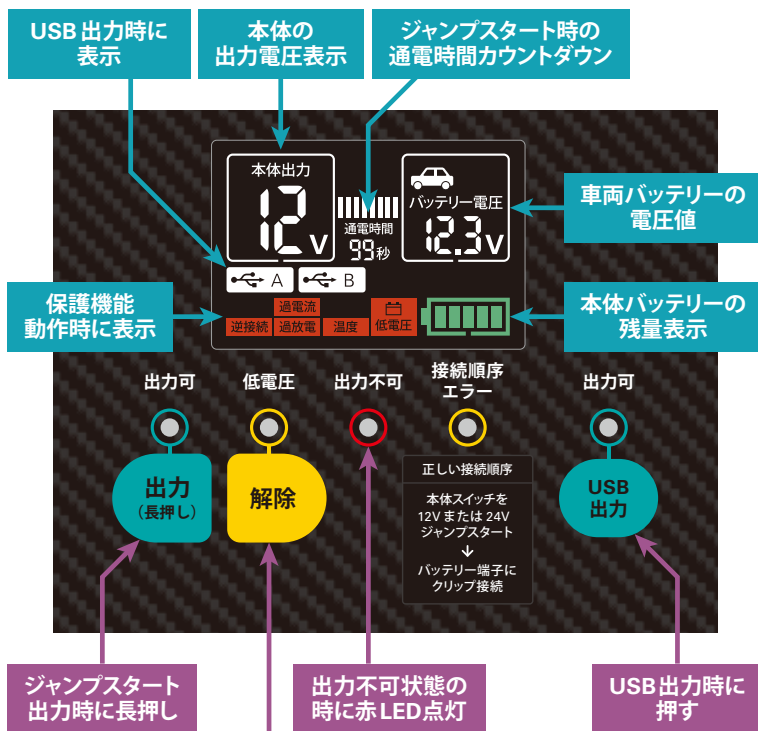 USB出力時に
表示
本体の
出力電圧表示
ジャンプスタート時の
通電時間カウントダウン
本体出力
12V
通電時間
99秒
バッテリー電圧
12.3V
車両バッテリーの
電圧値
A
B
保護機能
動作時に表示
過電流
逆接続
過放電
温度
低電圧
本体バッテリーの
残量表示
出力可
低電圧
出力不可
接続順序
エラー
出力可
出力
(長押し)
解除
正しい接続順序
本体スイッチを
12Vまたは24V
ジャンプスタート
↓
バッテリー端子に
クリップ接続
USB
出力
ジャンプスタート
出力時に長押し
出力不可状態の
時に赤LED点灯
USB出力時に
押す